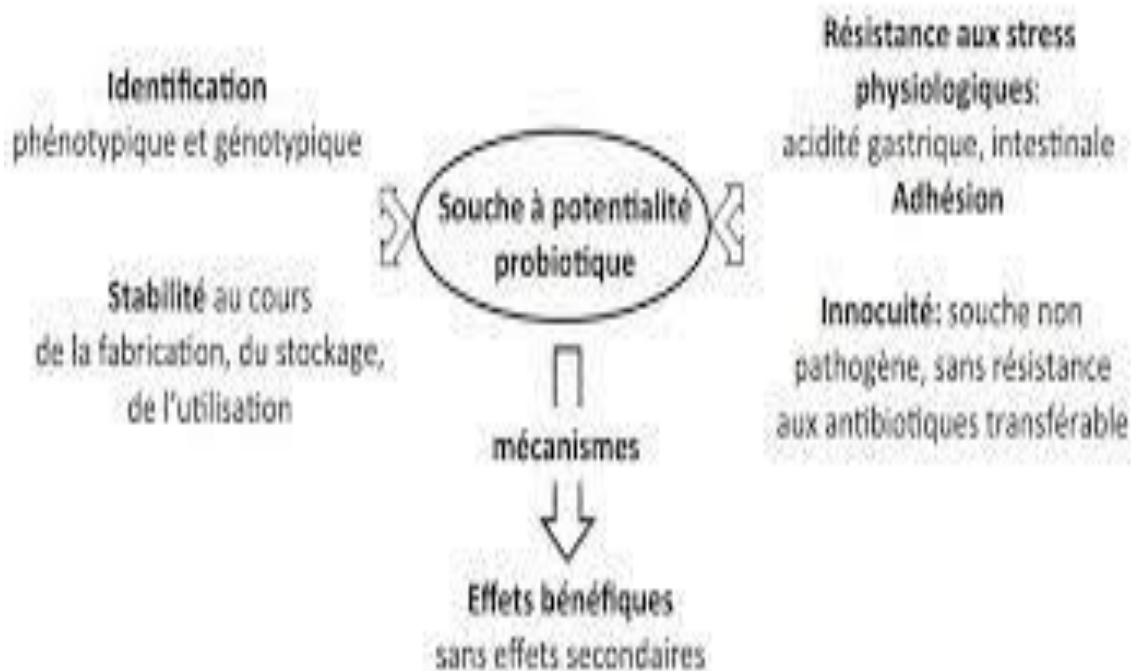 Identification
phénotypique et génotypique
Stabilité au cours
de la fabrication, du stockage,
de l'utilisation
Souche à potentialité
probiotique
Résistance aux stress
physiologiques:
acidité gastrique, intestinale
Adhésion
Innocuité: souche non
pathogène, sans résistance
aux antibiotiques transférable
mécanismes
Effets bénéfiques
sans effets secondaires